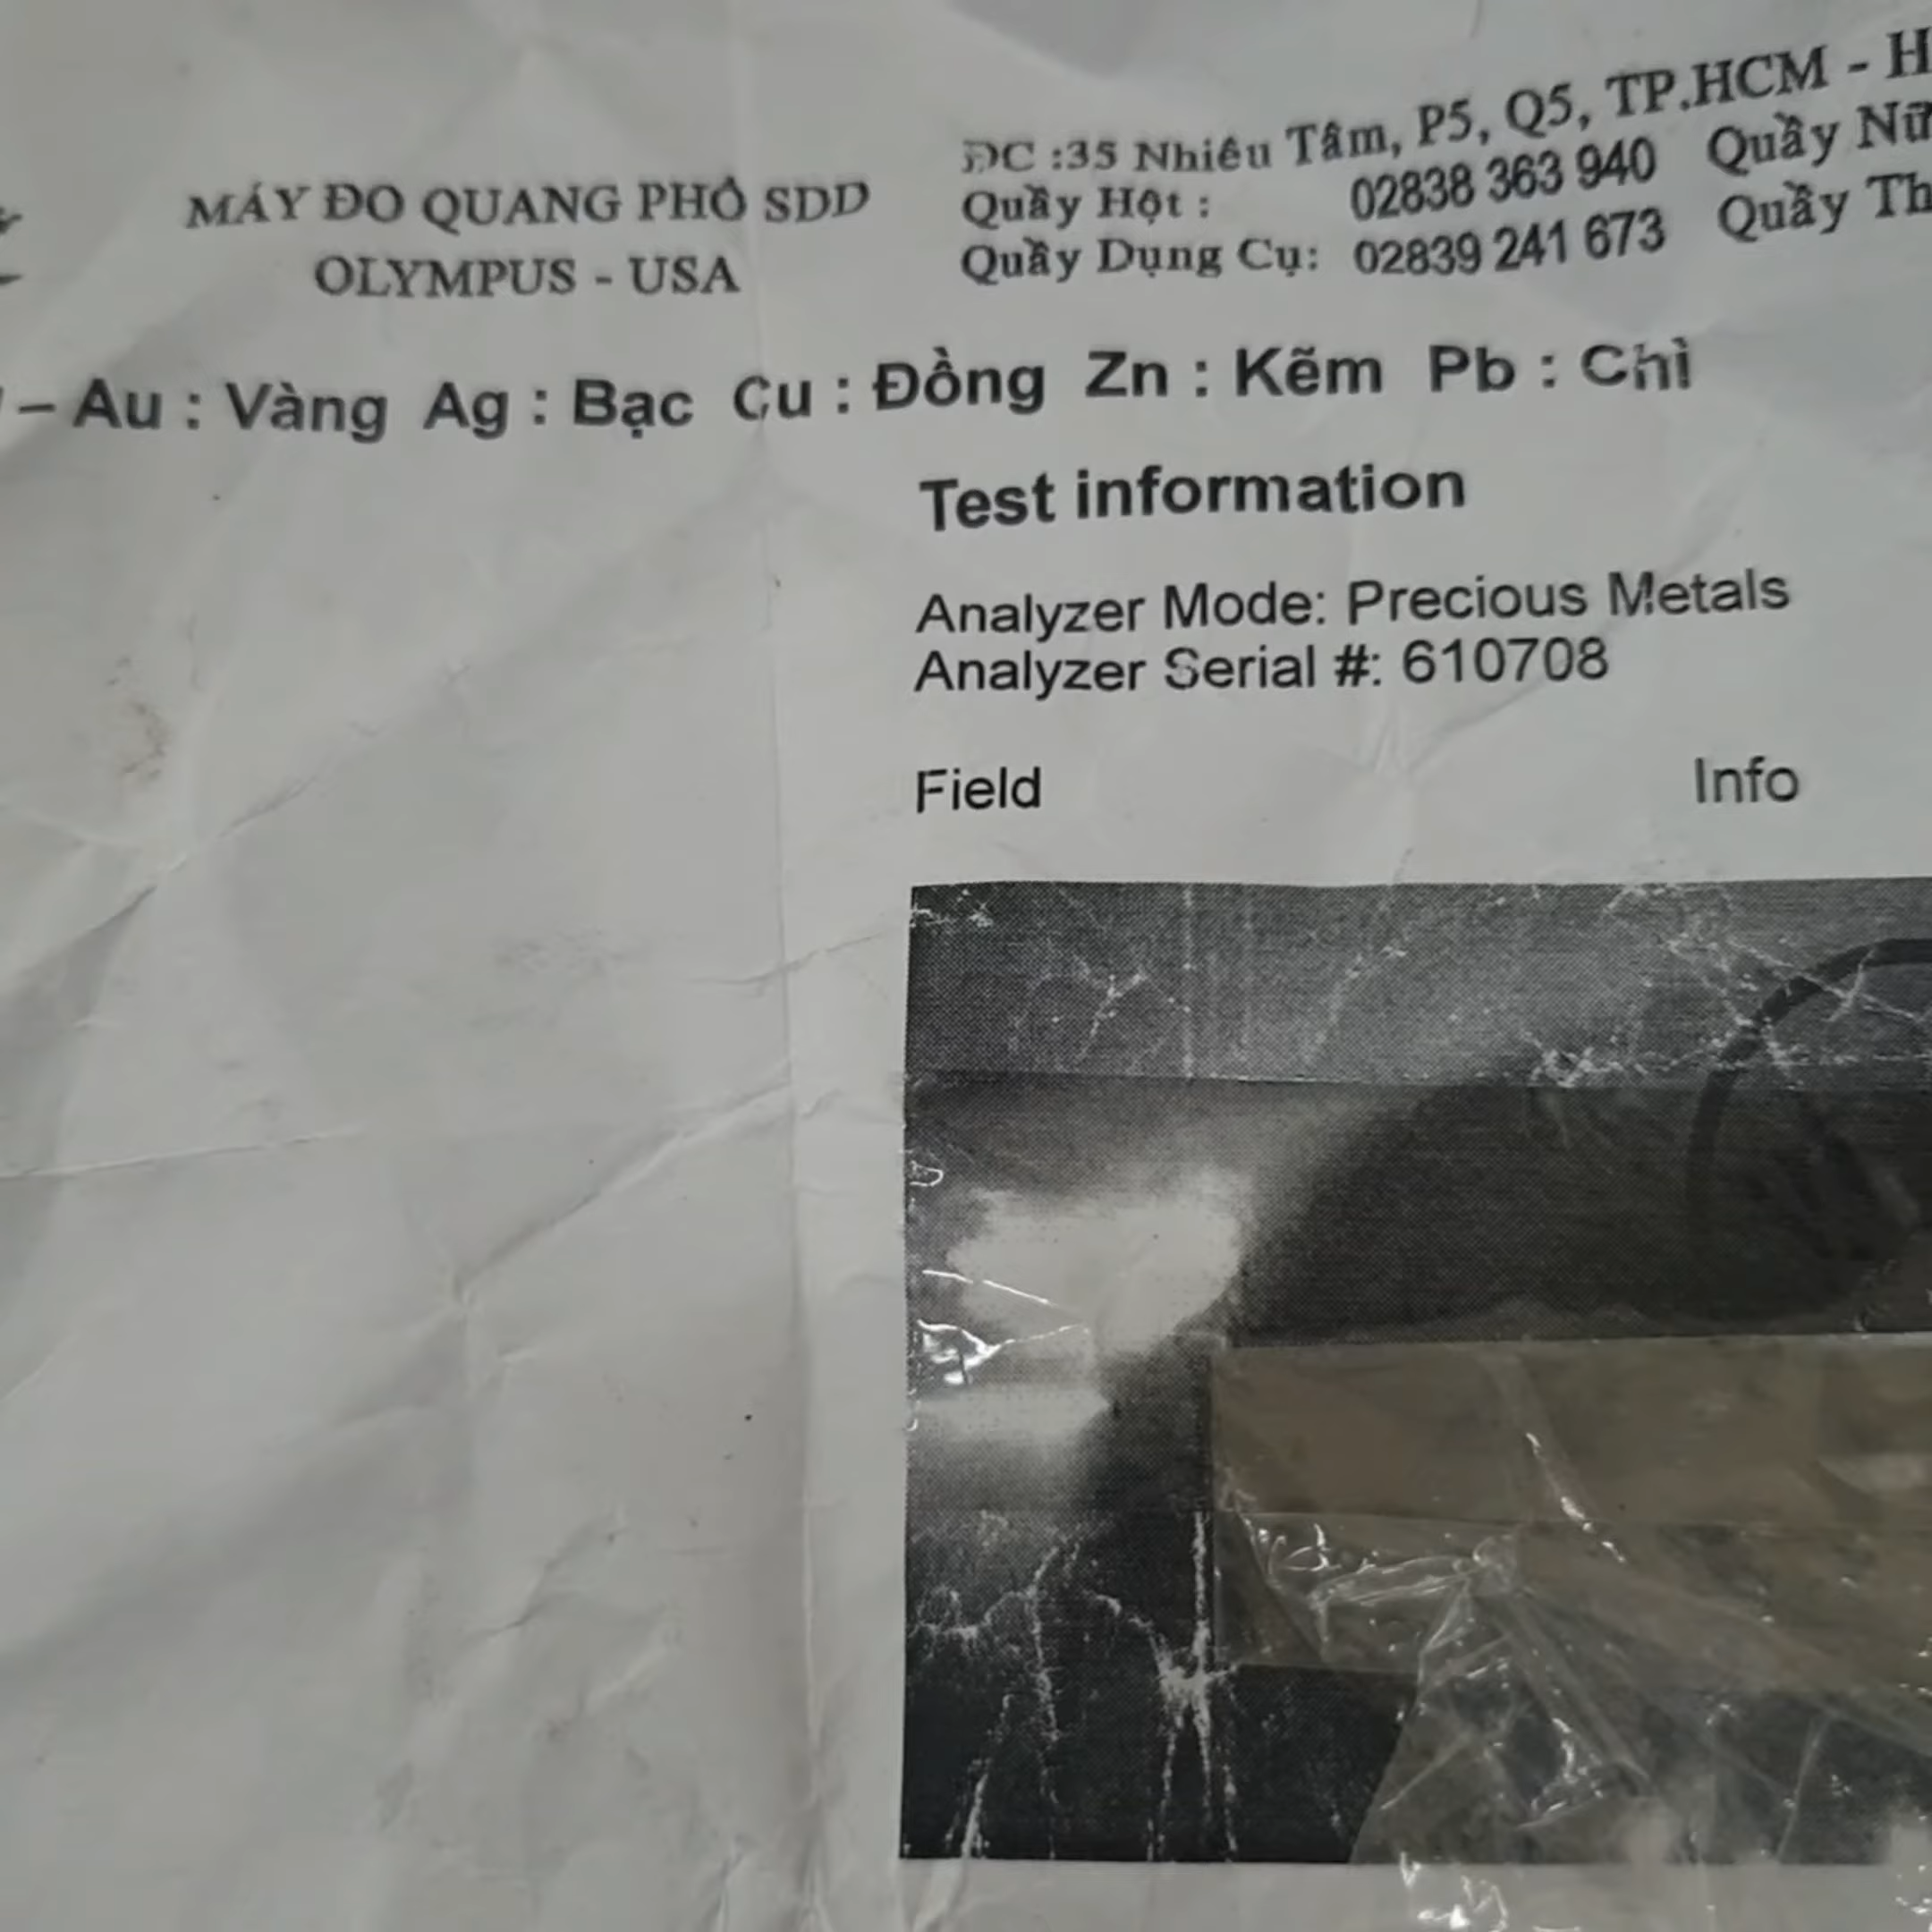 MÁY ĐO QUANG PHỔ SDD
OLYMPUS - USA
ĐC :35 Nhiêu Tâm, P5, Q5, TP.HCM - H
Quầy Hột : 02838 363 940 Quầy Nữ
Quầy Dụng Cụ: 02839 241 673 Quầy Th
– Au : Vàng Ag : Bạc Cu : Đồng Zn : Kẽm Pb : Chì
Test information
Analyzer Mode: Precious Metals
Analyzer Serial #: 610708
Field Info